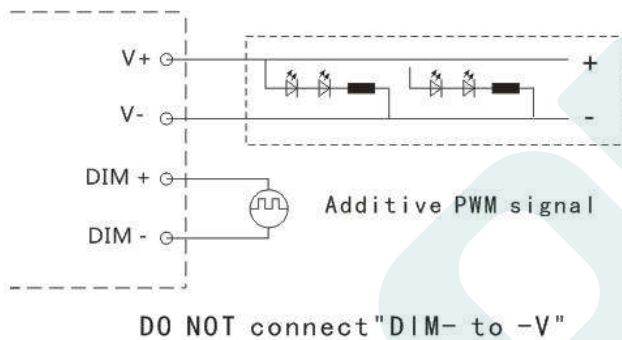 V+
+
V-
-
DIM +
Additive PWM signal
DIM -
DO NOT connect"DIM- to -V"